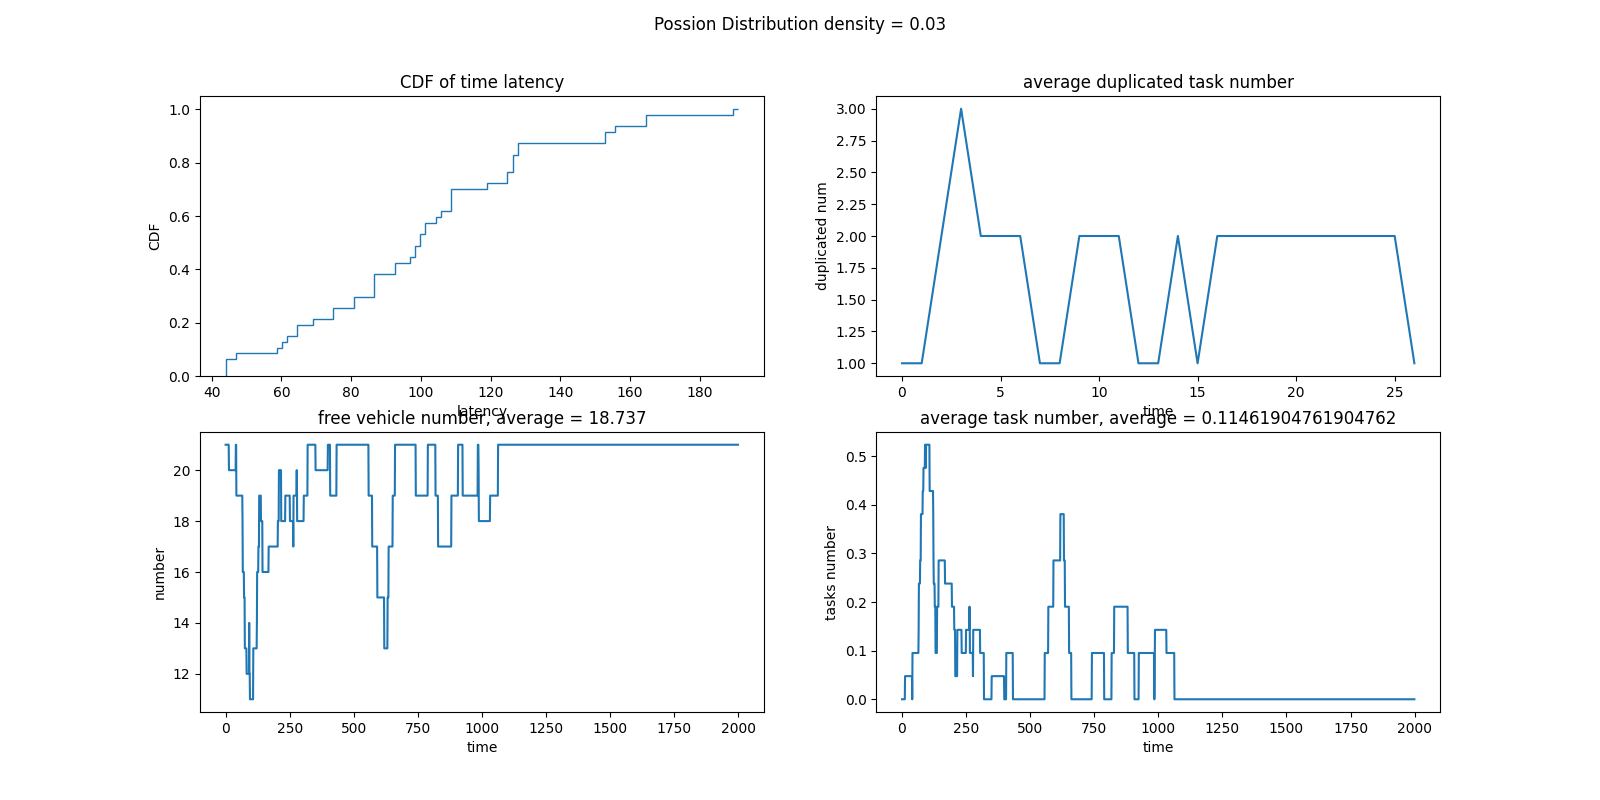 Possion Distribution density = 0.03
CDF of time latency
1.0
0.8
0.6
0.4
0.2
0.0
CDF
40 60 80 100 120 140 160 180
latency
average duplicated task number
3.00
2.75
2.50
2.25
2.00
1.75
1.50
1.25
1.00
duplicated num
0 5 10 15 20 25
time
free vehicle number, average = 18.737
20
18
16
14
12
number
0 250 500 750 1000 1250 1500 1750 2000
time
average task number, average = 0.11461904761904762
0.5
0.4
0.3
0.2
0.1
0.0
tasks number
0 250 500 750 1000 1250 1500 1750 2000
time